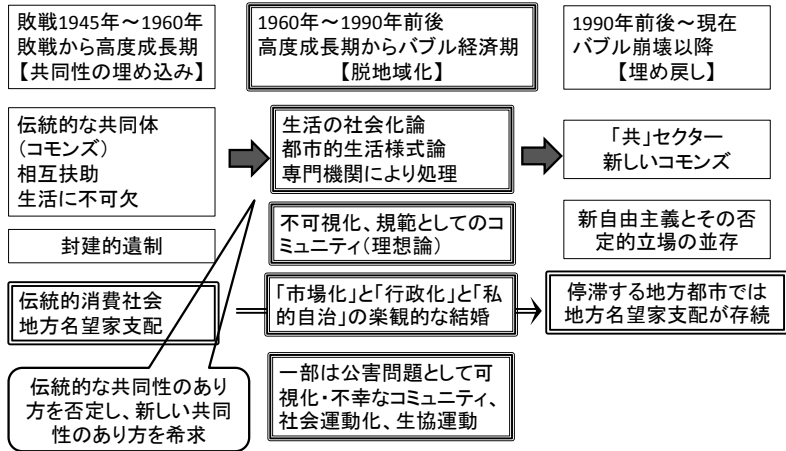 敗戦1945年～1960年
敗戦から高度成長期
【共同性の埋め込み】
1960年～1990年前後
高度成長期からバブル経済期
【脱地域化】
1990年前後～現在
バブル崩壊以降
【埋め戻し】
伝統的な共同体
（コモンズ）
相互扶助
生活に不可欠
生活の社会化論
都市的生活様式論
専門機関により処理
「共」セクター
新しいコモンズ
封建的遺制
不可視化、規範としてのコ
ミュニティ（理想論）
新自由主義とその否
定的立場の並存
伝統的消費社会
地方名望家支配
「市場化」と「行政化」と「私
的自治」の楽観的な結婚
停滞する地方都市では
地方名望家支配が存続
伝統的な共同性のあり
方を否定し、新しい共同
性のあり方を希求
一部は公害問題として可
視化・不幸なコミュニティ、
社会運動化、生協運動